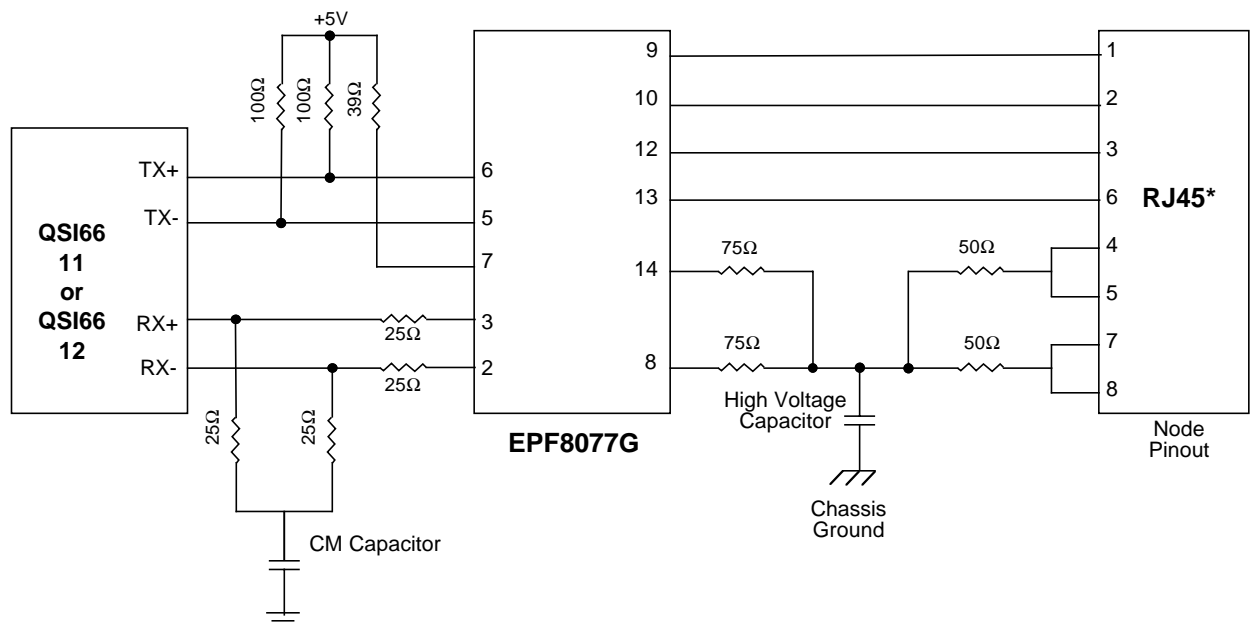 +5V
100Ω
100Ω
39Ω
QSI66
11
or
QSI66
12
TX+
TX-
RX+
RX-
6
5
7
3
2
25Ω
25Ω
25Ω
25Ω
CM Capacitor
9
10
12
13
14
8
EPF8077G
75Ω
75Ω
50Ω
50Ω
High Voltage
Capacitor
Chassis
Ground
1
2
3
6
4
5
7
8
RJ45*
Node
Pinout